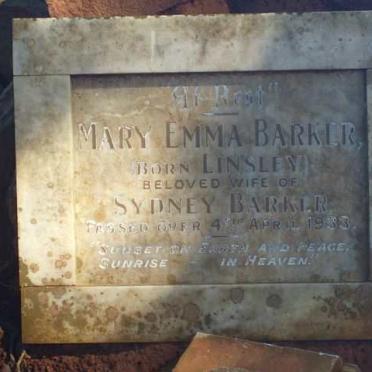 "At Rest"
MARY EMMA BARKER,
(BORN LINSLEY)
BELOVED WIFE OF
SYDNEY BARKER
PASSED OVER 4TH APRIL 1933.
"SUNSET ON EARTH AND PEACE,
SUNRISE IN HEAVEN."